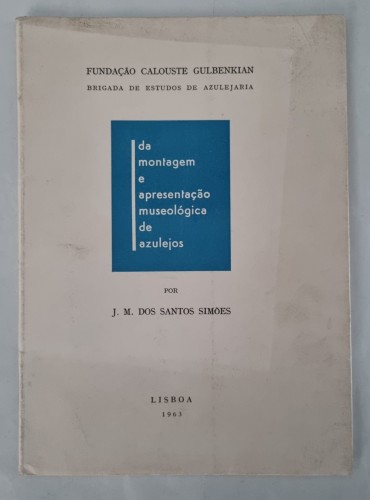 FUNDAÇÃO CALOUSTE GULBENKIAN
BRIGADA DE ESTUDOS DE AZULEJARIA
da
montagem
e
apresentação
museológica
de
azulejos
POR
J. M. DOS SANTOS SIMÕES
LISBOA
1963